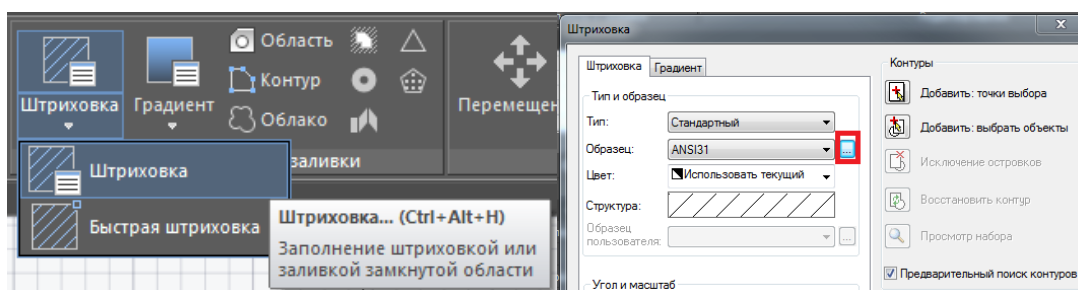 Штриховка
Градиент
Область
Контур
Облако
Перемещен
заливки
Штриховка
Быстрая штриховка
Штриховка... (Ctrl+Alt+H)
Заполнение штриховкой или
заливкой замкнутой области
Штриховка
x
Штриховка Градиент
Тип и образец
Тип: Стандартный
Образец: ANSI31 ...
Цвет: Использовать текущий
Структура:
Образец
пользователя: ...
Угол и масштаб
Контуры
Добавить: точки выбора
Добавить: выбрать объекты
Исключение островков
Восстановить контур
Просмотр набора
Предварительный поиск контуров